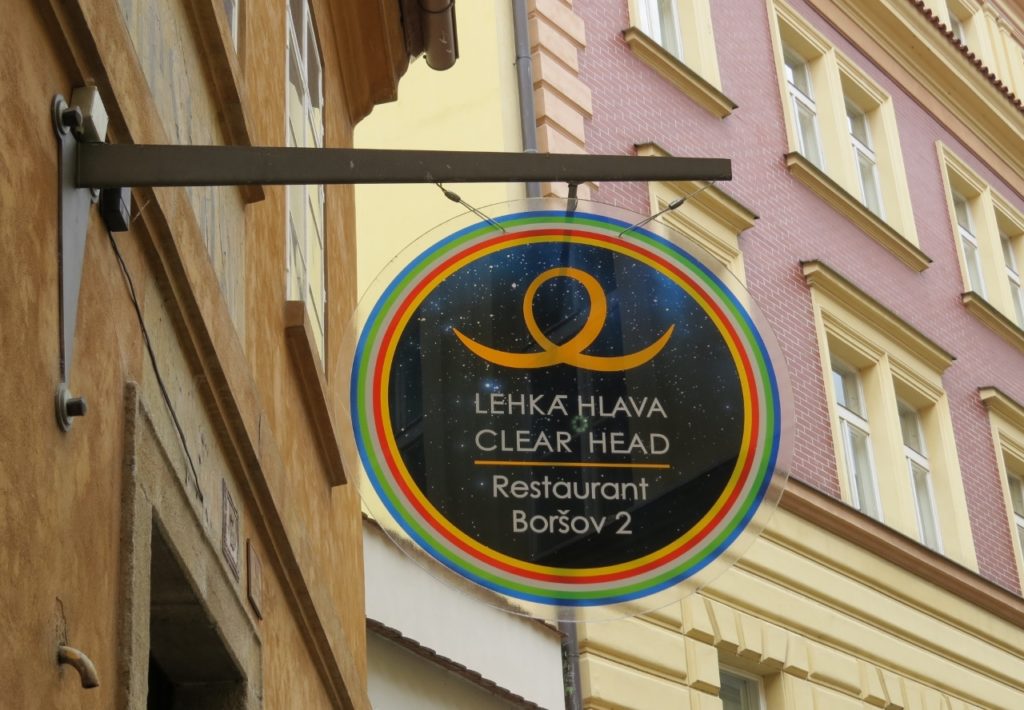 LEHKÁ HLAVA
CLEAR HEAD
Restaurant
Boršov 2